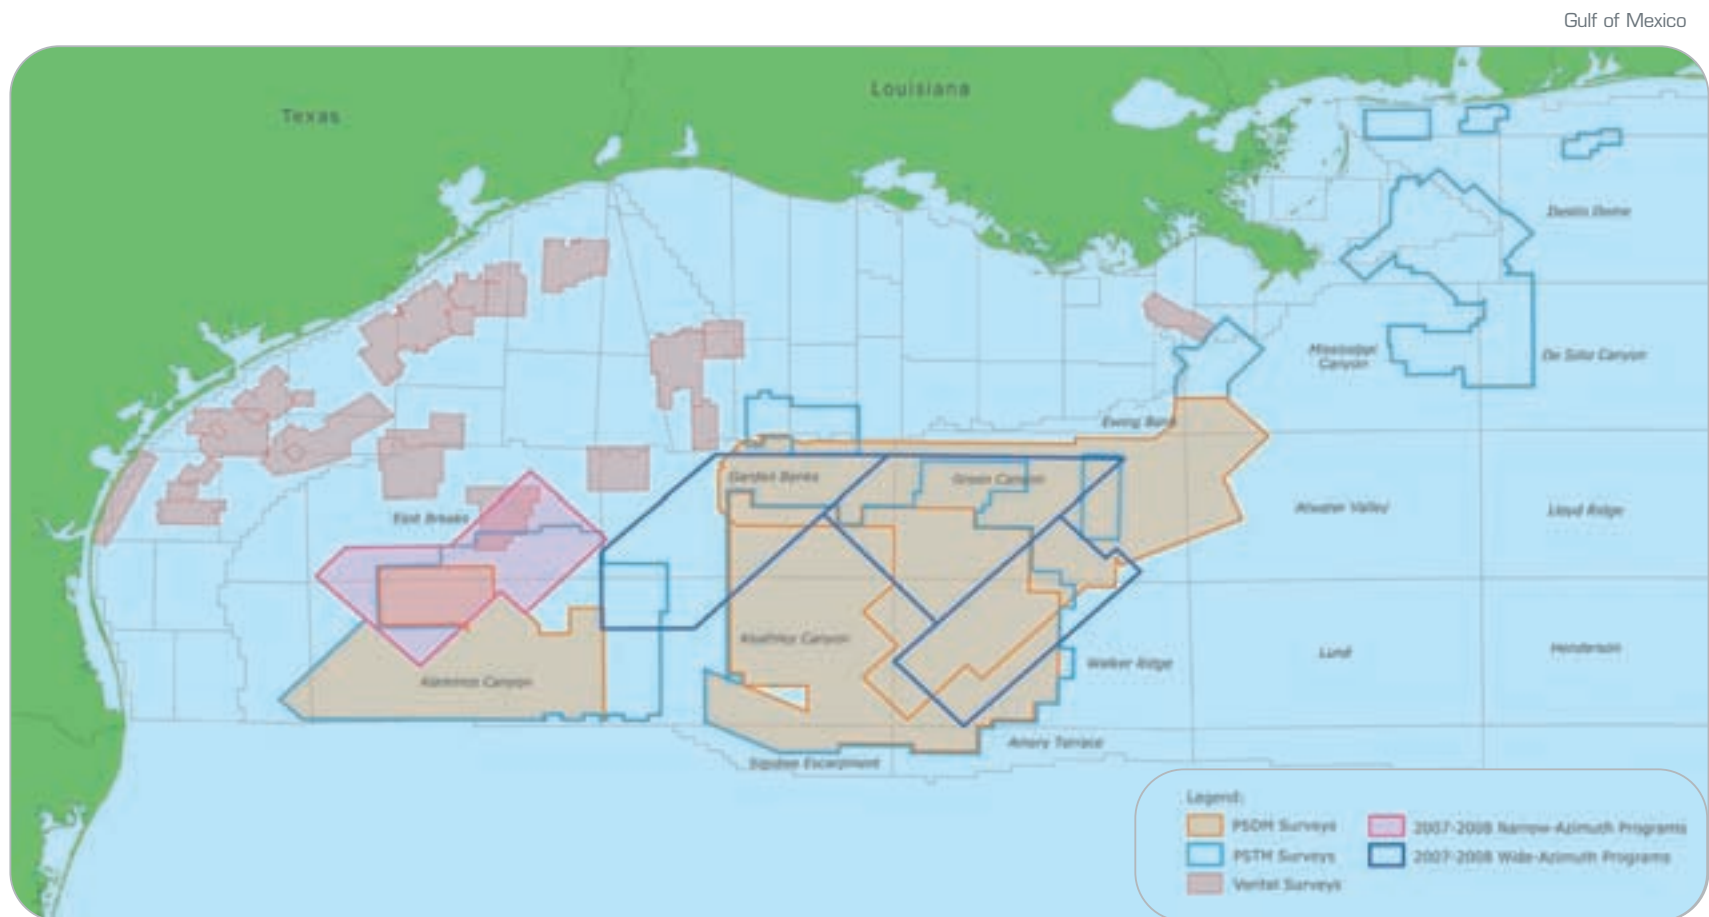 Gulf of Mexico
Louisiana
Texas
Destin Dome
Mississippi
Canyon
De Soto Canyon
Ewing Bank
Garden Banks
Green Canyon
Atwater Valley
Lloyd Ridge
East Breaks
Keathley Canyon
Walker Ridge
Lund
Henderson
Alaminos Canyon
Amery Terrace
Sigsbee Escarpment
Legend:
PSDM Surveys
2007-2008 Narrow-Azimuth Programs
PSTM Surveys
2007-2008 Wide-Azimuth Programs
Veritas Surveys